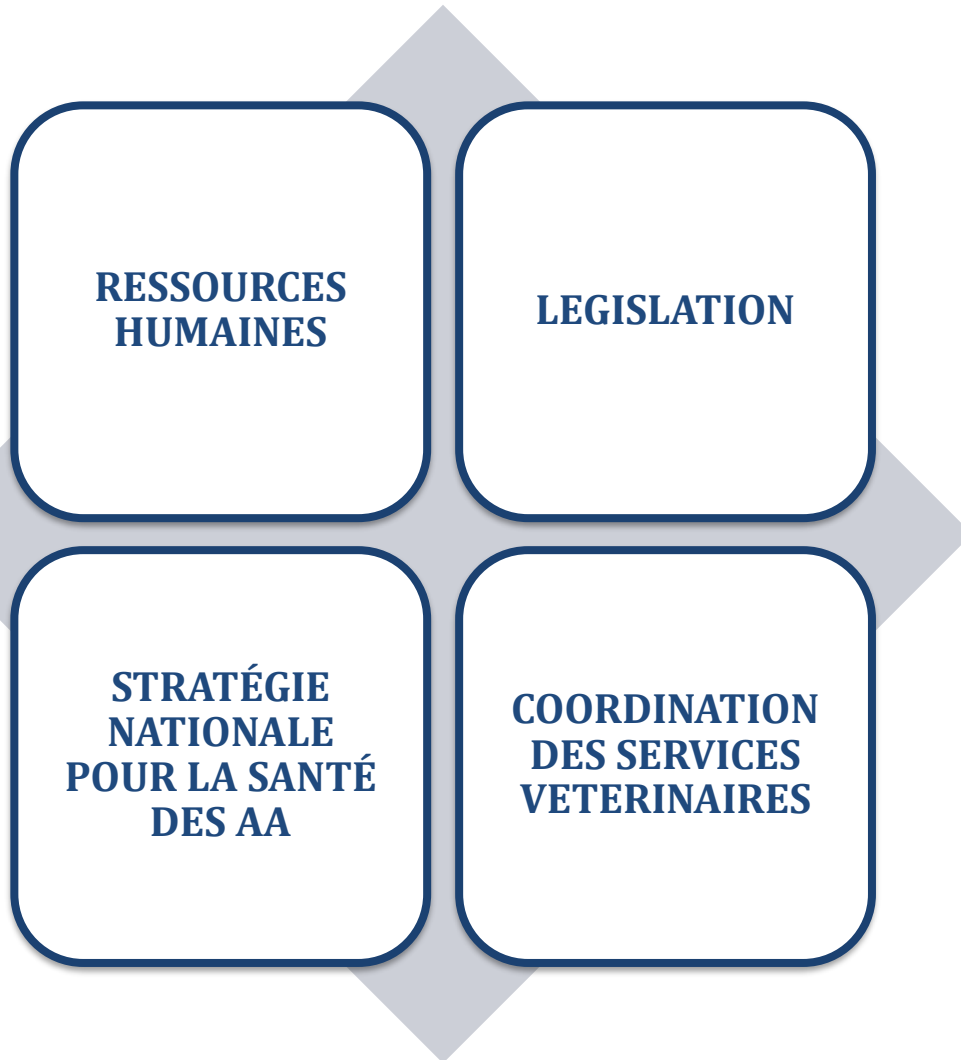 RESSOURCES
HUMAINES
LEGISLATION
STRATÉGIE
NATIONALE
POUR LA SANTÉ
DES AA
COORDINATION
DES SERVICES
VETERINAIRES